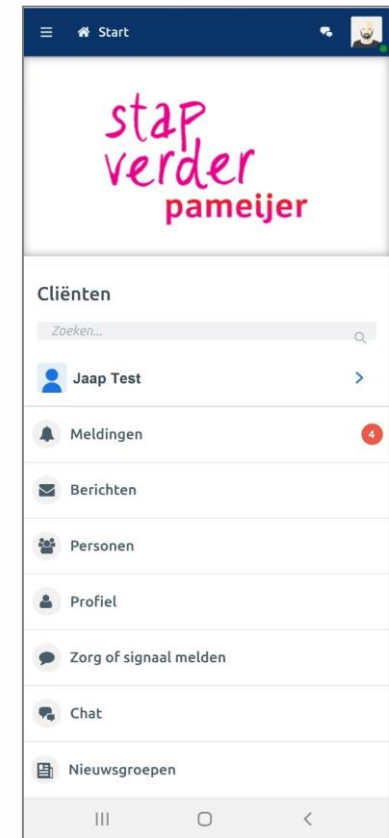 Start
stap
verder
pameijer
Cliënten
Zoeken...
Jaap Test
Meldingen
4
Berichten
Personen
Profiel
Zorg of signaal melden
Chat
Nieuwsgroepen